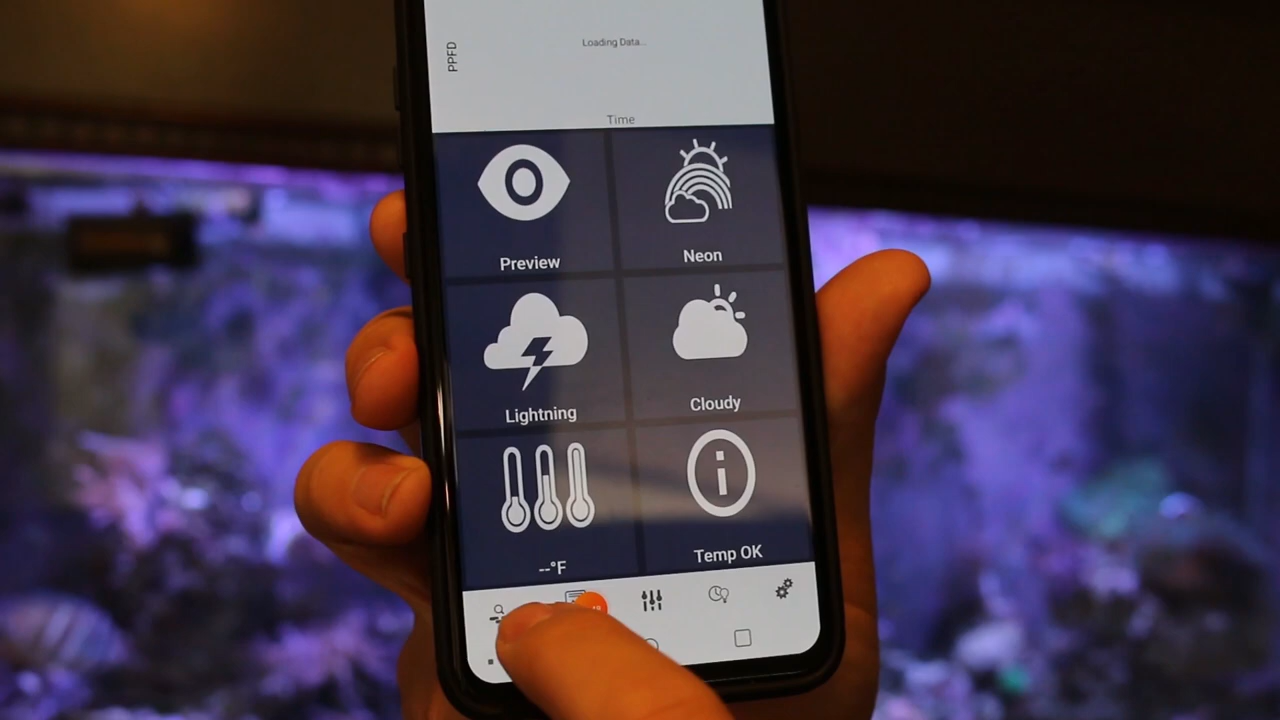 PPFD
Loading Data...
Time
Preview
Neon
Lightning
Cloudy
--°F
Temp OK